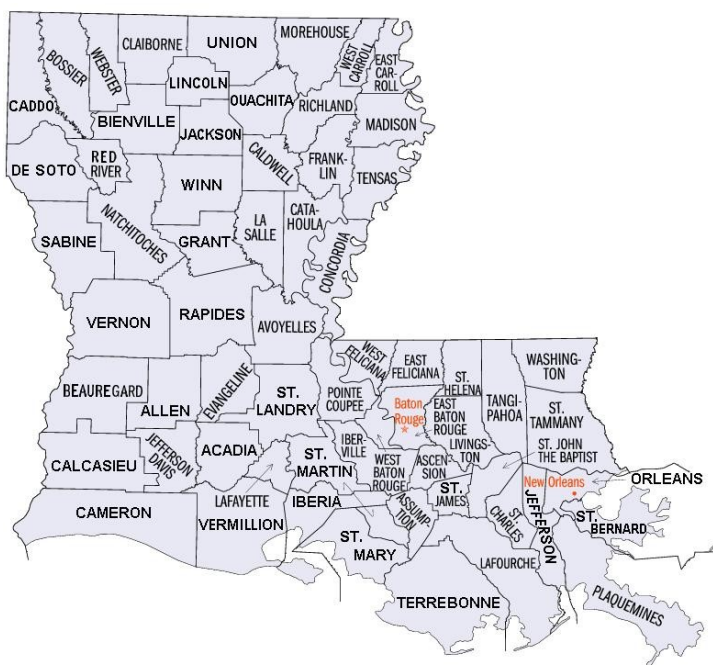 MOREHOUSE
UNION
CLAIBORNE
WEST
CARROLL
EAST
CAR-
ROLL
WEBSTER
BOSSIER
LINCOLN
CADDO
OUACHITA
RICHLAND
BIENVILLE
MADISON
JACKSON
RED
RIVER
CALDWELL
FRANK-
LIN
DE SOTO
TENSAS
WINN
NATCHITOCHES
LA
SALLE
CATA-
HOULA
SABINE
GRANT
CONCORDIA
RAPIDES
VERNON
AVOYELLES
WEST
FELICIANA
EAST
FELICIANA
WASHING-
TON
ST.
HELENA
BEAUREGARD
ALLEN
EVANGELINE
ST.
LANDRY
POINTE
COUPEE
Baton
Rouge
EAST
BATON
ROUGE
TANGI-
PAHOA
ST.
TAMMANY
LIVINGS-
TON
ST. JOHN
THE BAPTIST
CALCASIEU
JEFFERSON
DAVIS
ACADIA
ST.
MARTIN
IBER-
VILLE
WEST
BATON
ROUGE
ASCEN-
SION
New Orleans
ORLEANS
CAMERON
LAFAYETTE
VERMILLION
IBERIA
ASSUMP-
TION
ST.
JAMES
ST.
CHARLES
JEFFERSON
ST.
BERNARD
ST.
MARY
LAFOURCHE
TERREBONNE
PLAQUEMINES